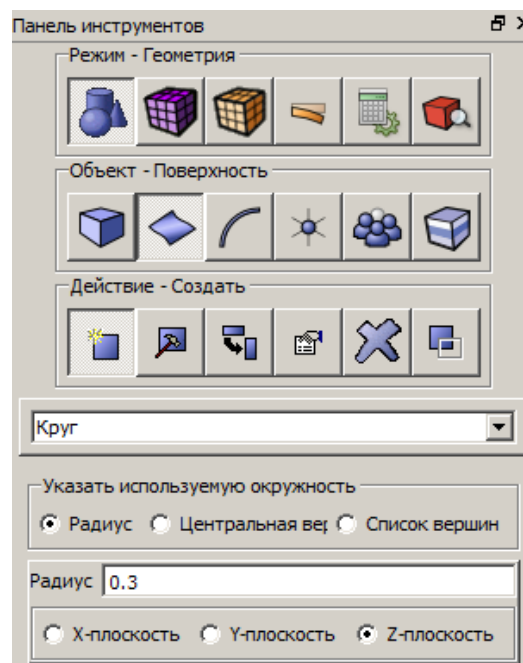 Панель инструментов
Режим - Геометрия
Объект - Поверхность
Действие - Создать
Круг
Указать используемую окружность
Радиус Центральная вер Список вершин
Радиус 0.3
X-плоскость Y-плоскость Z-плоскость